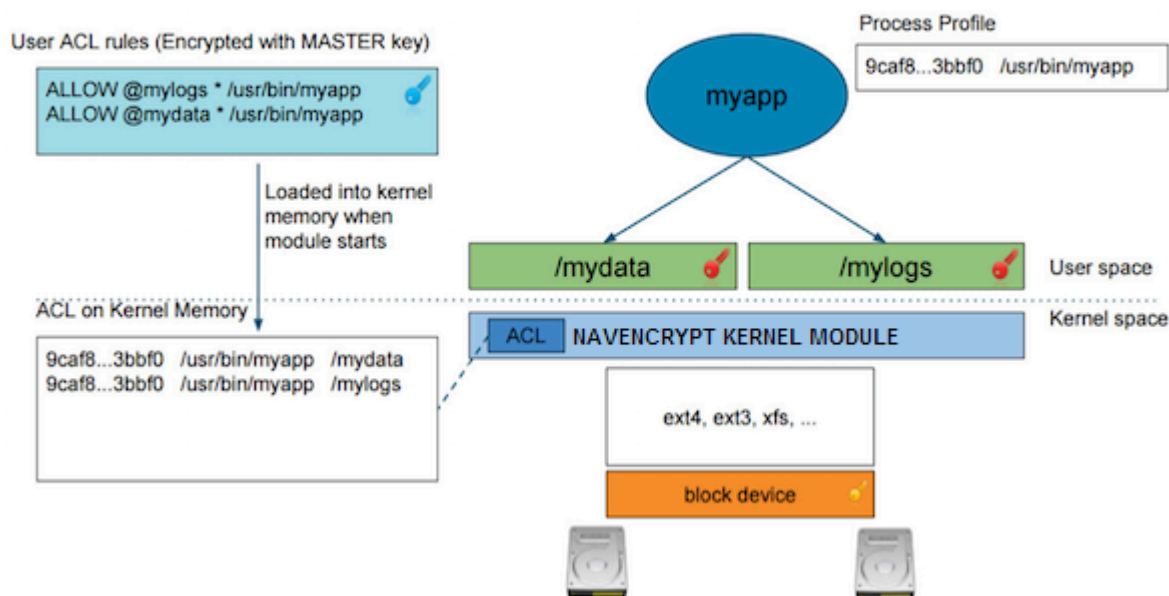 User ACL rules (Encrypted with MASTER key)
ALLOW @mylogs * /usr/bin/myapp
ALLOW @mydata * /usr/bin/myapp
Loaded into kernel
memory when
module starts
ACL on Kernel Memory
9caf8...3bbf0 /usr/bin/myapp /mydata
9caf8...3bbf0 /usr/bin/myapp /mylogs
Process Profile
9caf8...3bbf0 /usr/bin/myapp
myapp
/mydata
/mylogs
User space
Kernel space
ACL
NAVENCRYPT KERNEL MODULE
ext4, ext3, xfs, ...
block device